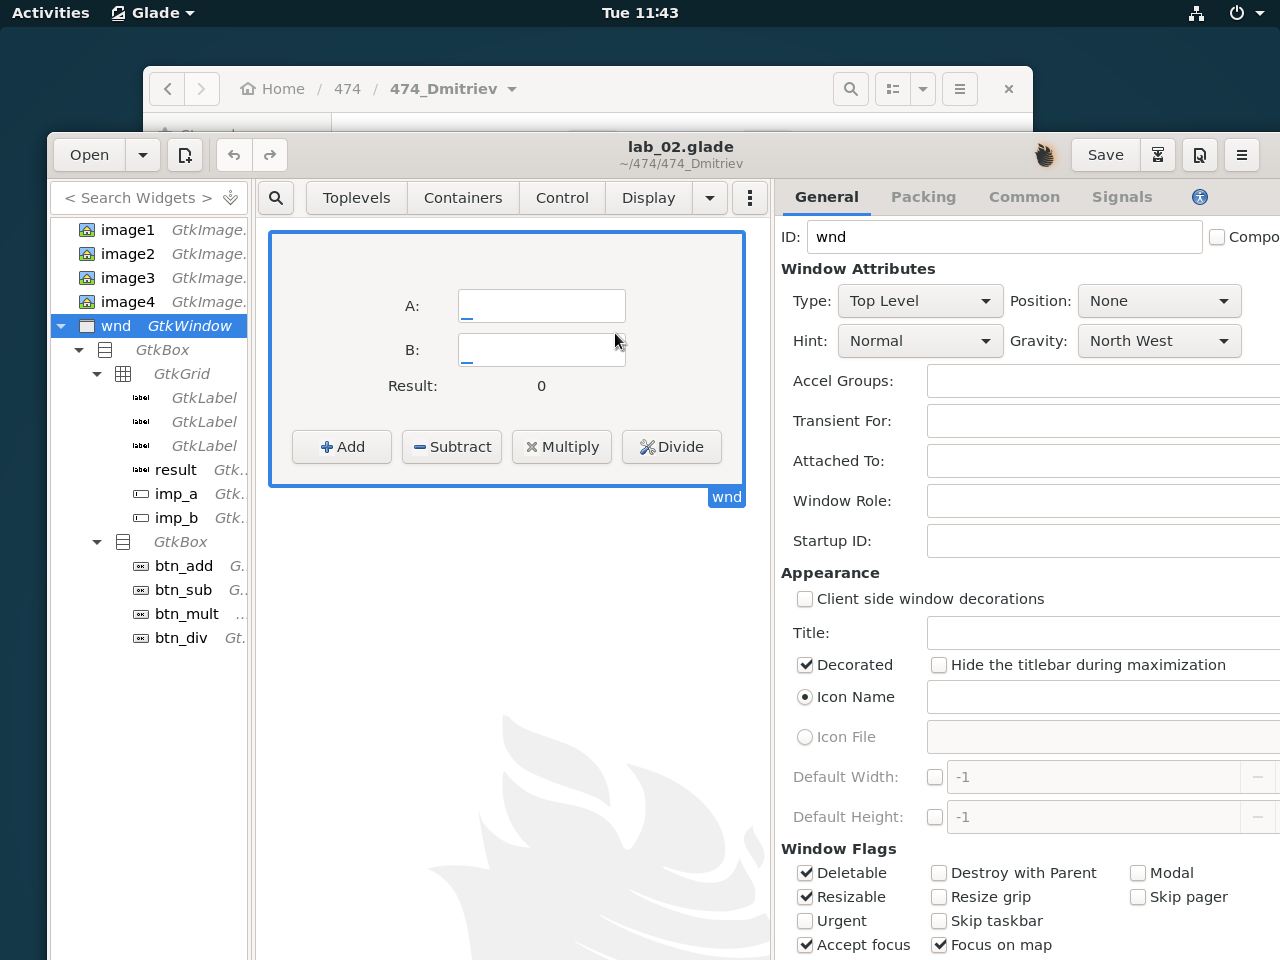 Activities Glade Tue 11:43
Home / 474 / 474_Dmitriev
Open lab_02.glade Save
~/474/474_Dmitriev
< Search Widgets > Toplevels Containers Control Display General Packing Common Signals
image1 GtkImage.
image2 GtkImage.
image3 GtkImage.
image4 GtkImage.
wnd GtkWindow
GtkBox
GtkGrid
GtkLabel
GtkLabel
GtkLabel
result Gtk..
imp_a Gtk.
imp_b Gtk.
GtkBox
btn_add G.
btn_sub G..
btn_mult ...
btn_div Gt.
A:
B:
Result: 0
Add Subtract Multiply Divide
wnd
ID: wnd Compo
Window Attributes
Type: Top Level Position: None
Hint: Normal Gravity: North West
Accel Groups:
Transient For:
Attached To:
Window Role:
Startup ID:
Appearance
Client side window decorations
Title:
Decorated Hide the titlebar during maximization
Icon Name
Icon File
Default Width: -1
Default Height: -1
Window Flags
Deletable Destroy with Parent Modal
Resizable Resize grip Skip pager
Urgent Skip taskbar
Accept focus Focus on map